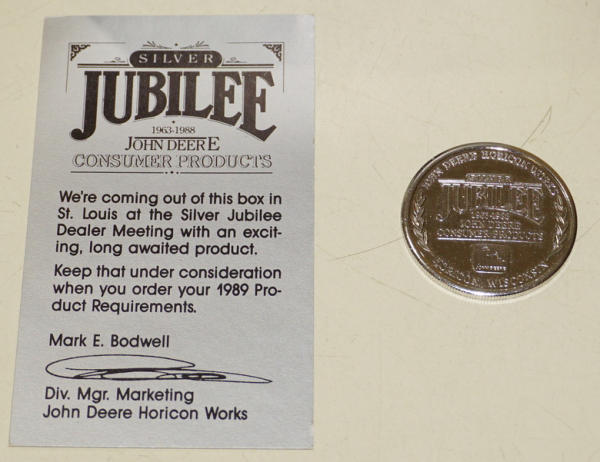 SILVER
JUBILEE
1963-1988
JOHN DEERE
CONSUMER PRODUCTS
We're coming out of this box in
St. Louis at the Silver Jubilee
Dealer Meeting with an excit-
ing, long awaited product.
Keep that under consideration
when you order your 1989 Pro-
duct Requirements.
Mark E. Bodwell
Div. Mgr. Marketing
John Deere Horicon Works
JOHN DEERE HORICON WORKS
SILVER
JUBILEE
1963-1988
JOHN DEERE
CONSUMER PRODUCTS
JOHN DEERE
HORICON, WISCONSIN